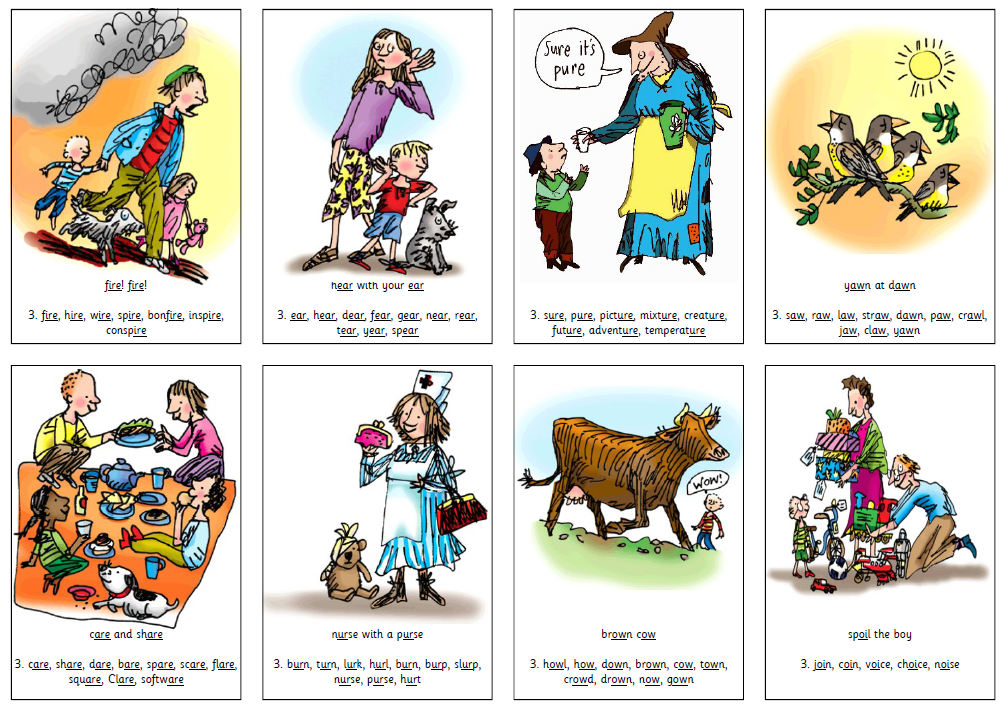 fire! fire!
3. fire, hire, wire, spire, bonfire, inspire,
conspire
hear with your ear
3. ear, hear, dear, fear, gear, near, rear,
tear, year, spear
Sure it's
pure
3. sure, pure, picture, mixture, creature,
future, adventure, temperature
yawn at dawn
3. saw, raw, law, straw, dawn, paw, crawl,
jaw, claw, yawn
care and share
3. care, share, dare, bare, spare, scare, flare,
square, Clare, software
nurse with a purse
3. burn, turn, lurk, hurl, burn, burp, slurp,
nurse, purse, hurt
wow!
brown cow
3. howl, how, down, brown, cow, town,
crowd, drown, now, gown
spoil the boy
3. join, coin, voice, choice, noise